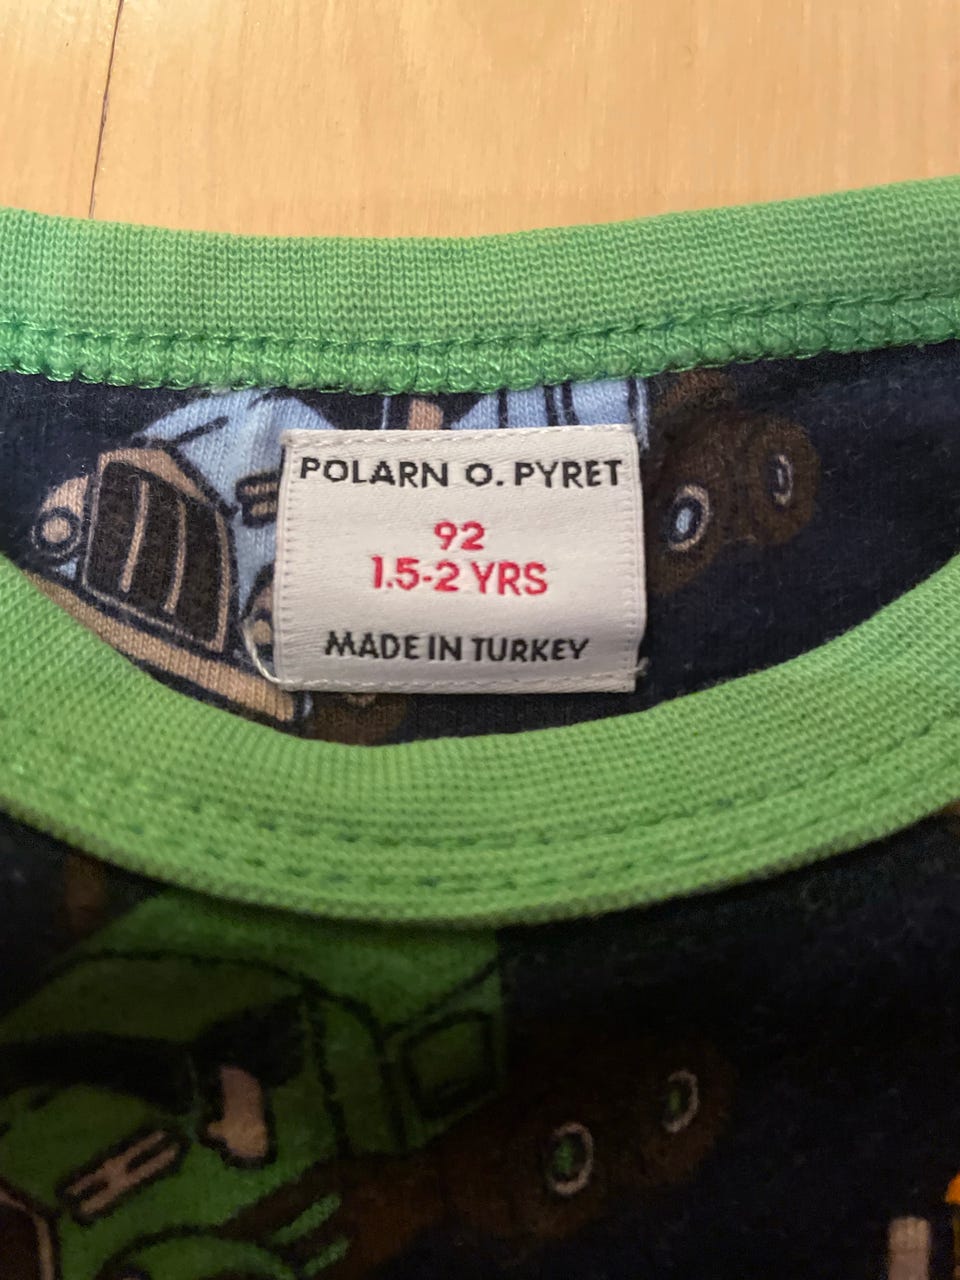 POLARN O. PYRET
92
1.5-2 YRS
MADE IN TURKEY